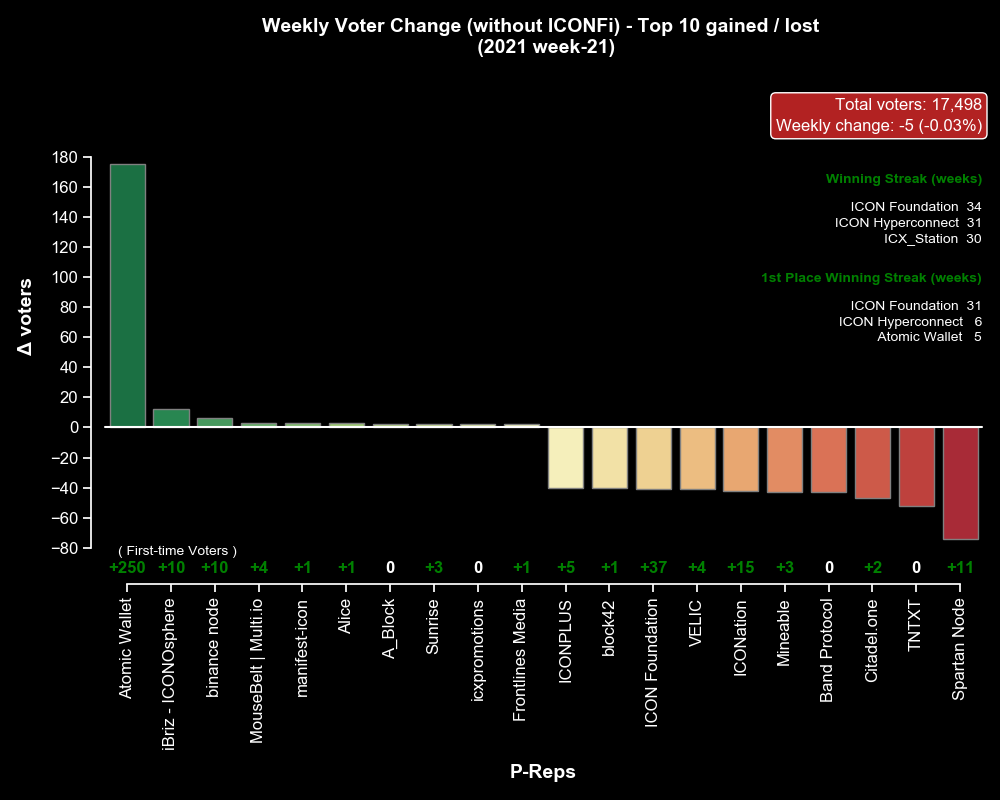 Weekly Voter Change (without ICONFi) - Top 10 gained / lost
(2021 week-21)
Total voters: 17,498
Weekly change: -5 (-0.03%)
Winning Streak (weeks)
ICON Foundation 34
ICON Hyperconnect 31
ICX_Station 30
1st Place Winning Streak (weeks)
ICON Foundation 31
ICON Hyperconnect 6
Atomic Wallet 5
Δ voters
180
160
140
120
100
80
60
40
20
0
−20
−40
−60
−80
( First-time Voters )
+250 +10 +10 +4 +1 +1 0 +3 0 +1 +5 +1 +37 +4 +15 +3 0 +2 0 +11
Atomic Wallet
iBriz - ICONOsphere
binance node
MouseBelt | Multi.io
manifest-icon
Alice
A_Block
Sunrise
icxpromotions
Frontlines Media
ICONPLUS
block42
ICON Foundation
VELIC
ICONation
Mineable
Band Protocol
Citadel.one
TNTXT
Spartan Node
P-Reps